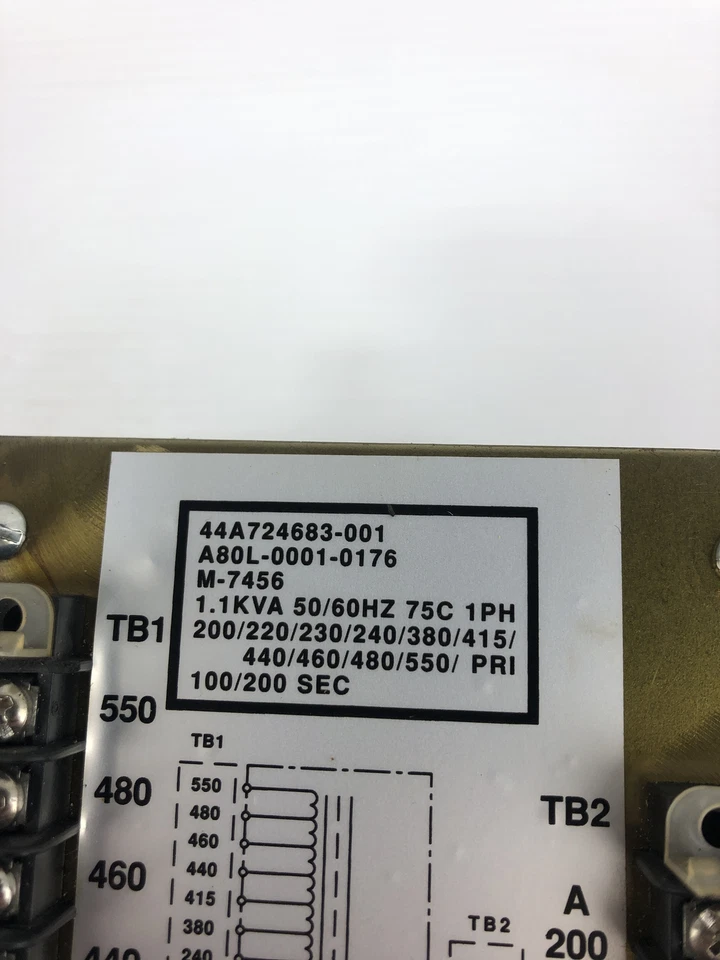 44A724683-001
A80L-0001-0176
M-7456
1.1KVA 50/60HZ 75C 1PH
200/220/230/240/380/415/
440/460/480/550/ PRI
100/200 SEC
TB1
550
480
460
440
TB1
550
480
460
440
415
380
240
TB2
TB2
A
200